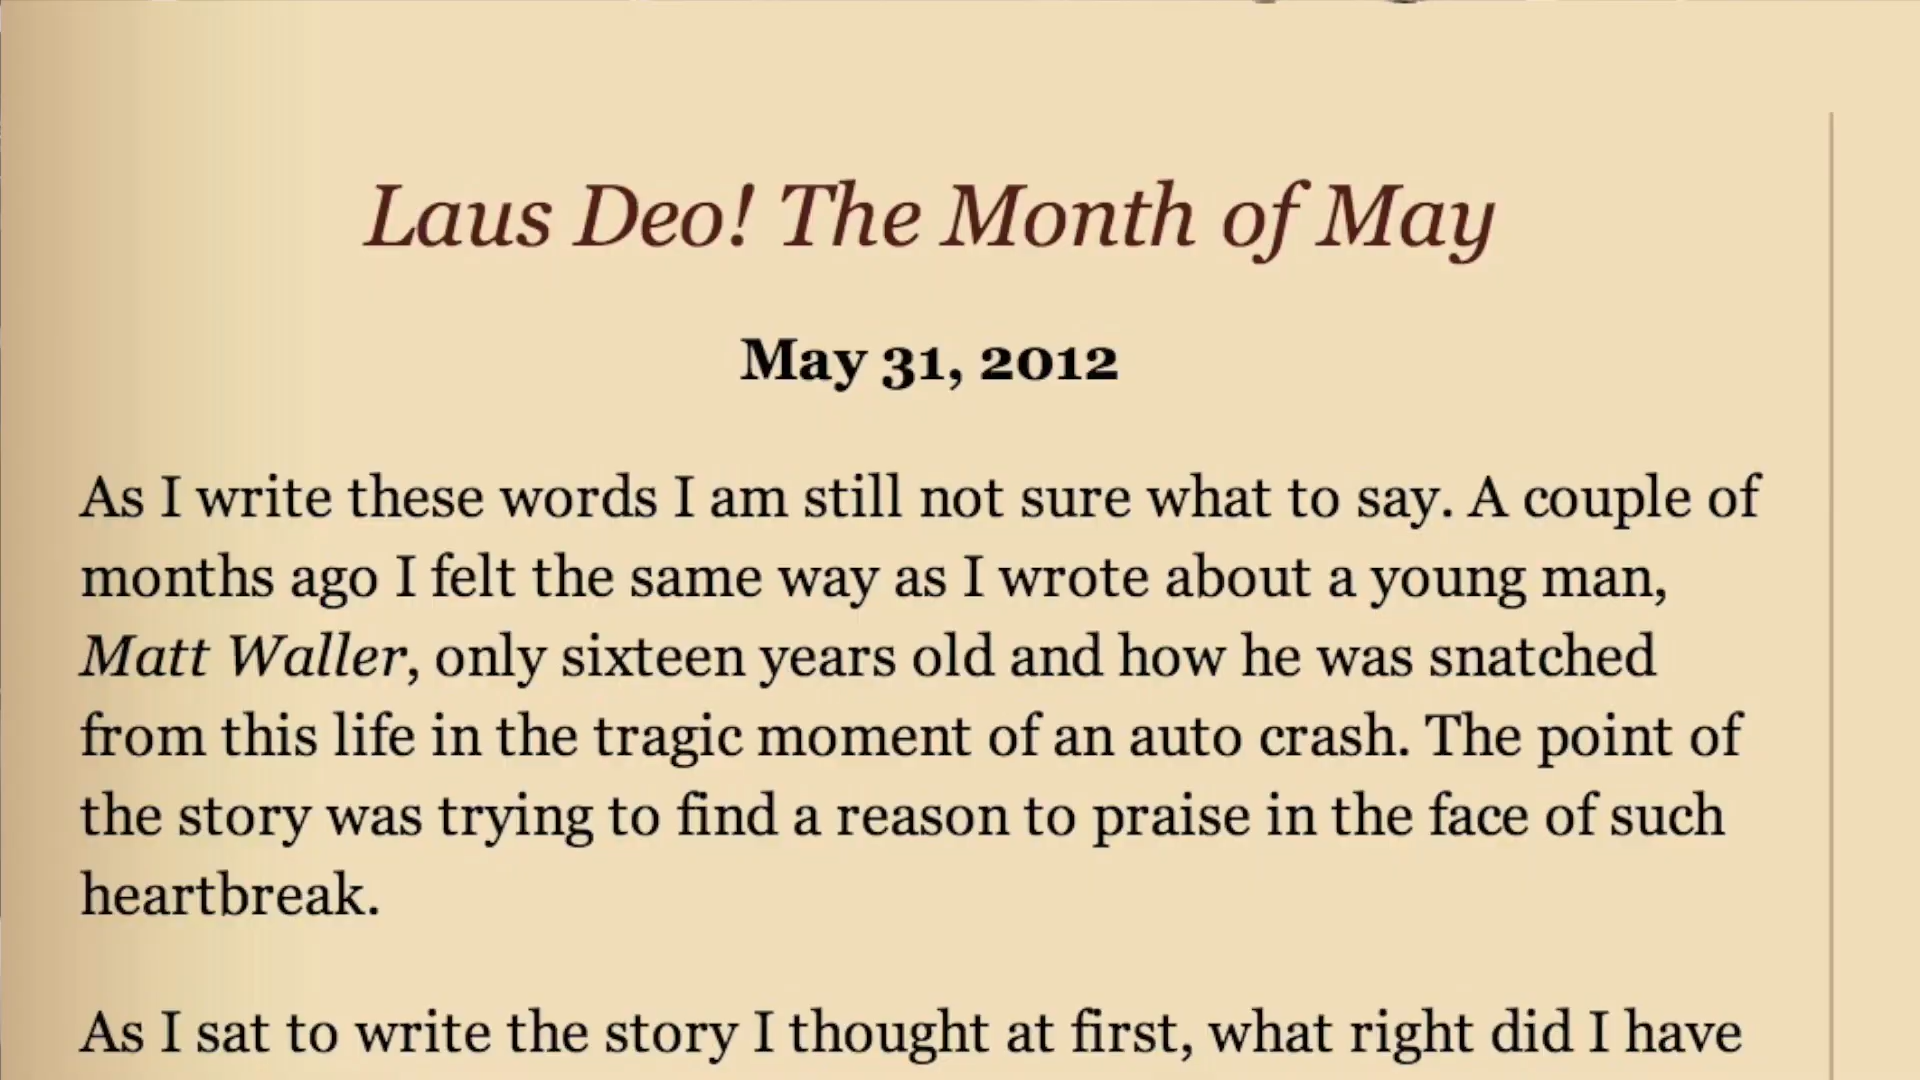 Laus Deo! The Month of May
May 31, 2012
As I write these words I am still not sure what to say. A couple of
months ago I felt the same way as I wrote about a young man,
Matt Waller, only sixteen years old and how he was snatched
from this life in the tragic moment of an auto crash. The point of
the story was trying to find a reason to praise in the face of such
heartbreak.
As I sat to write the story I thought at first, what right did I have